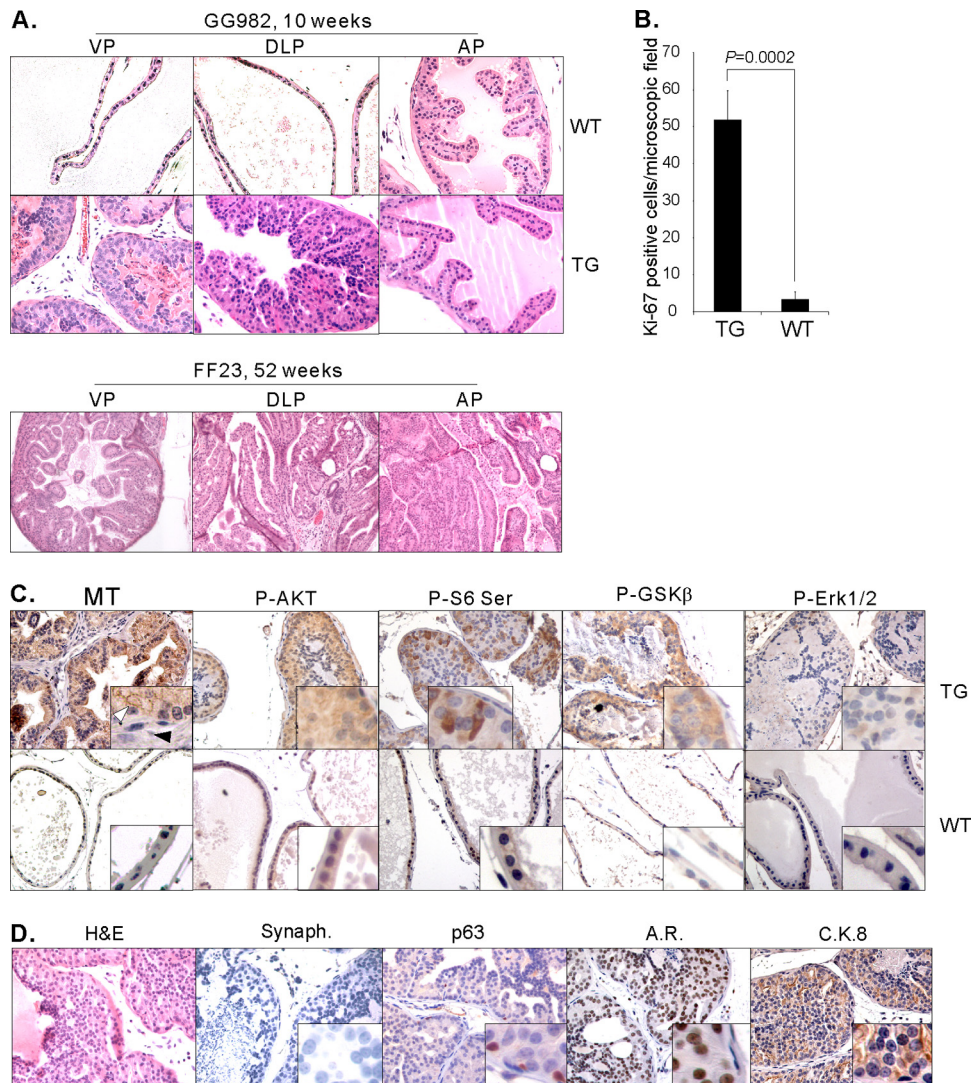 A.
GG982, 10 weeks
VP DLP AP
WT
TG
FF23, 52 weeks
VP DLP AP
B.
Ki-67 positive cells/microscopic field
P=0.0002
70
60
50
40
30
20
10
0
TG WT
C.
MT P-AKT P-S6 Ser P-GSKβ P-Erk1/2
TG
WT
D.
H&E Synaph. p63 A.R. C.K.8